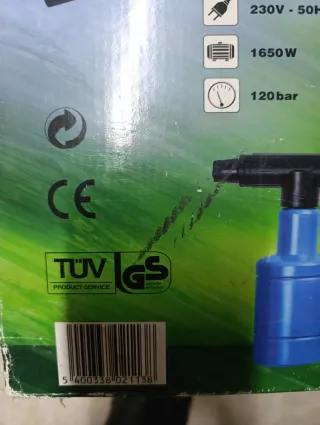 230V - 50H
1650W
120bar
CE
TÜV
PRODUCT SERVICE
GS
5 400338 021138